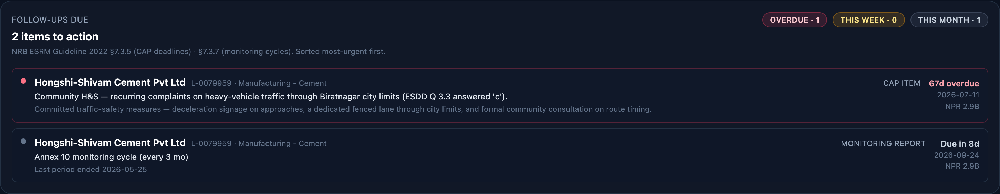 FOLLOW-UPS DUE
OVERDUE · 1
THIS WEEK · 0
THIS MONTH · 1
2 items to action
NRB ESRM Guideline 2022 §7.3.5 (CAP deadlines) · §7.3.7 (monitoring cycles). Sorted most-urgent first.
Hongshi-Shivam Cement Pvt Ltd L-0079959 · Manufacturing - Cement
CAP ITEM 67d overdue
Community H&S — recurring complaints on heavy-vehicle traffic through Biratnagar city limits (ESDD Q 3.3 answered 'c').
2026-07-11
Committed traffic-safety measures — deceleration signage on approaches, a dedicated fenced lane through city limits, and formal community consultation on route timing.
NPR 2.9B
Hongshi-Shivam Cement Pvt Ltd L-0079959 · Manufacturing - Cement
MONITORING REPORT Due in 8d
Annex 10 monitoring cycle (every 3 mo)
2026-09-24
Last period ended 2026-05-25
NPR 2.9B